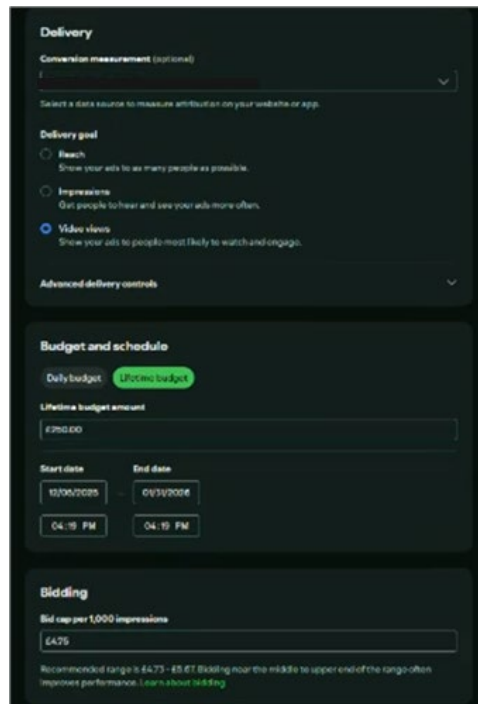 Delivery
Conversion measurement (optional)
Select a data source to measure attribution on your website or app.
Delivery goal
Reach
Show your ads to as many people as possible.
Impressions
Get people to hear and see your ads more often.
Video views
Show your ads to people most likely to watch and engage.
Advanced delivery controls
Budget and schedule
Daily budget Lifetime budget
Lifetime budget amount
£250.00
Start date End date
12/05/2025 – 01/31/2026
04:19 PM 04:19 PM
Bidding
Bid cap per 1,000 impressions
£4.75
Recommended range is £4.73 - £5.67. Bidding near the middle to upper end of the range often
improves performance. Learn about bidding